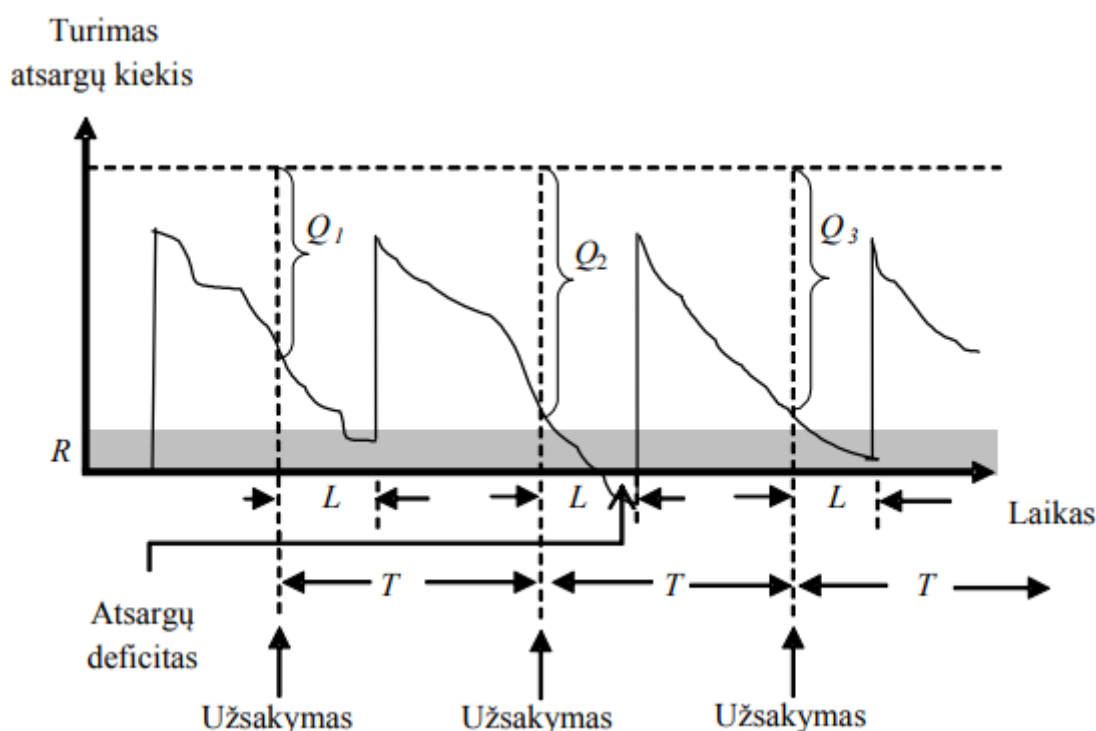 Turimas
atsargų kiekis
Q1
Q2
Q3
R
L
L
L
Laikas
T
T
T
Atsargų
deficitas
Užsakymas
Užsakymas
Užsakymas